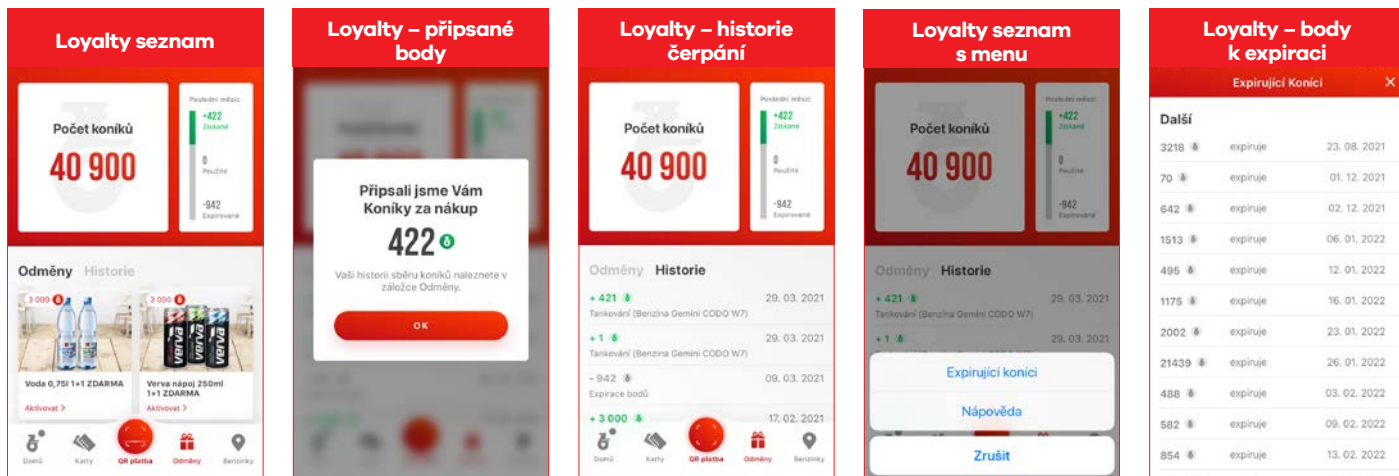 Loyalty seznam
Počet koníků
40 900
Poslední měsíc
+422
Získané
0
Použité
-942
Expirované
Odměny Historie
3 000
3 000
verva
verva
verva
Voda 0,75l 1+1 ZDARMA
Aktivovat >
Verva nápoj 250ml
1+1 ZDARMA
Aktivovat >
Domů Karty QR platba Odměny Benzinky
Loyalty – připsané
body
Připsali jsme Vám
Koníky za nákup
422
Vaši historii sběru koníků naleznete v
záložce Odměny.
OK
Loyalty – historie
čerpání
Počet koníků
40 900
Poslední měsíc
+422
Získané
0
Použité
-942
Expirované
Odměny Historie
+ 421 29. 03. 2021
Tankování (Benzina Gemini CODO W7)
+ 1 29. 03. 2021
Tankování (Benzina Gemini CODO W7)
- 942 09. 03. 2021
Expirace bodů
+ 3 000 17. 02. 2021
Domů Karty QR platba Odměny Benzinky
Loyalty seznam
s menu
Počet koníků
40 900
Poslední měsíc
+422
Získané
0
Použité
-942
Expirované
Odměny Historie
+ 421 29. 03. 2021
Tankování (Benzina Gemini CODO W7)
+ 1 29. 03. 2021
Expirující koníci
Nápověda
Zrušit
Loyalty – body
k expiraci
Expirující Koníci ×
Další
3218 expiruje 23. 08. 2021
70 expiruje 01. 12. 2021
642 expiruje 02. 12. 2021
1513 expiruje 06. 01. 2022
495 expiruje 12. 01. 2022
1175 expiruje 16. 01. 2022
2002 expiruje 23. 01. 2022
21439 expiruje 26. 01. 2022
488 expiruje 03. 02. 2022
582 expiruje 09. 02. 2022
854 expiruje 13. 02. 2022